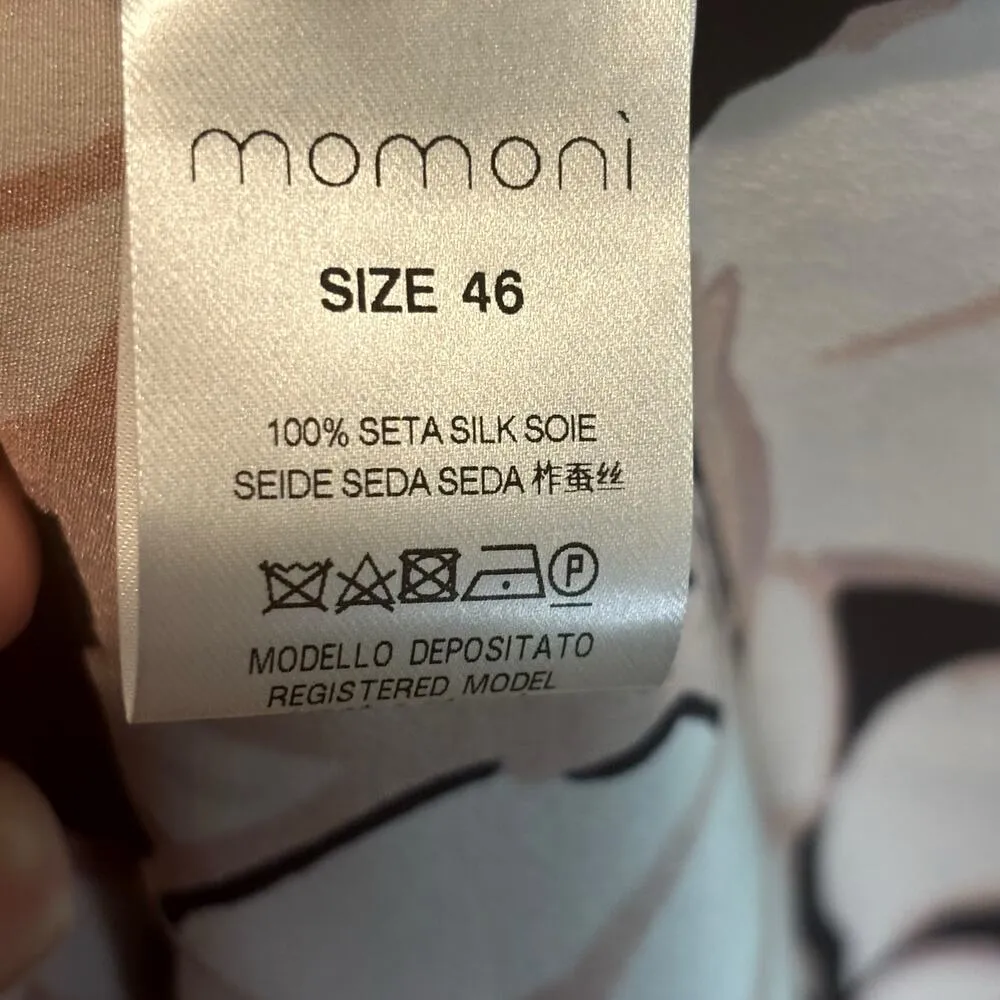 momonì
SIZE 46
100% SETA SILK SOIE
SEIDE SEDA SEDA 柞蚕丝
P
MODELLO DEPOSITATO
REGISTERED MODEL